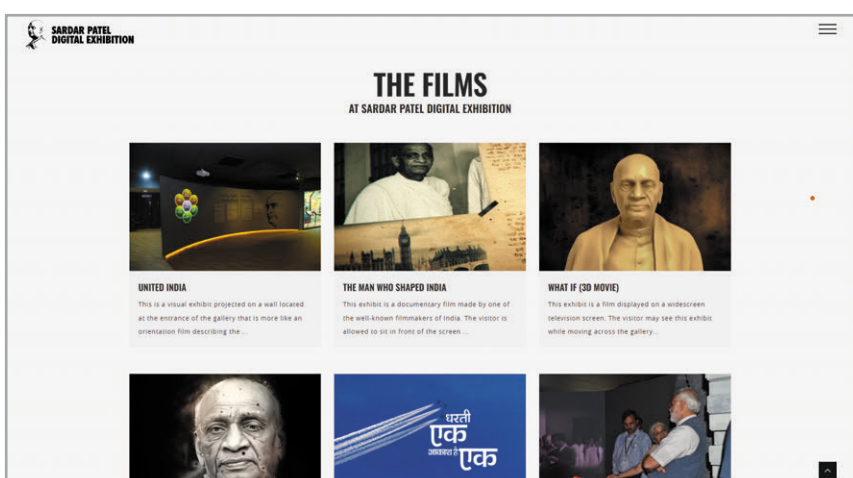 SARDAR PATEL
DIGITAL EXHIBITION
THE FILMS
AT SARDAR PATEL DIGITAL EXHIBITION
UNITED INDIA
This is a visual exhibit projected on a wall located
at the entrance of the gallery that is more like an
orientation film describing the ...
THE MAN WHO SHAPED INDIA
This exhibit is a documentary film made by one of
the well-known filmmakers of India. The visitor is
allowed to sit in front of the screen ...
WHAT IF (3D MOVIE)
This exhibit is a film displayed on a widescreen
television screen. The visitor may see this exhibit
while moving across the gallery...
धरती
एक
आकाश है
एक